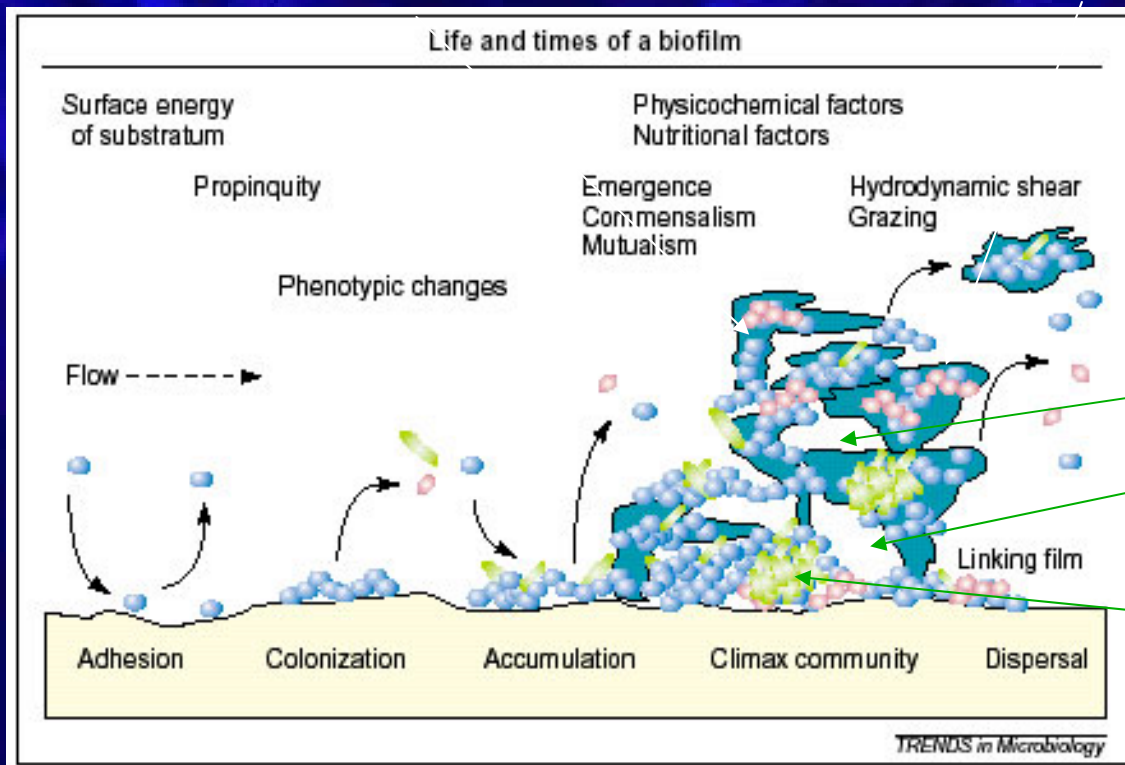 Life and times of a biofilm
Surface energy
of substratum
Physicochemical factors
Nutritional factors
Propinquity
Emergence
Commensalism
Mutualism
Hydrodynamic shear
Grazing
Phenotypic changes
Flow
Linking film
Adhesion
Colonization
Accumulation
Climax community
Dispersal
TRENDS in Microbiology